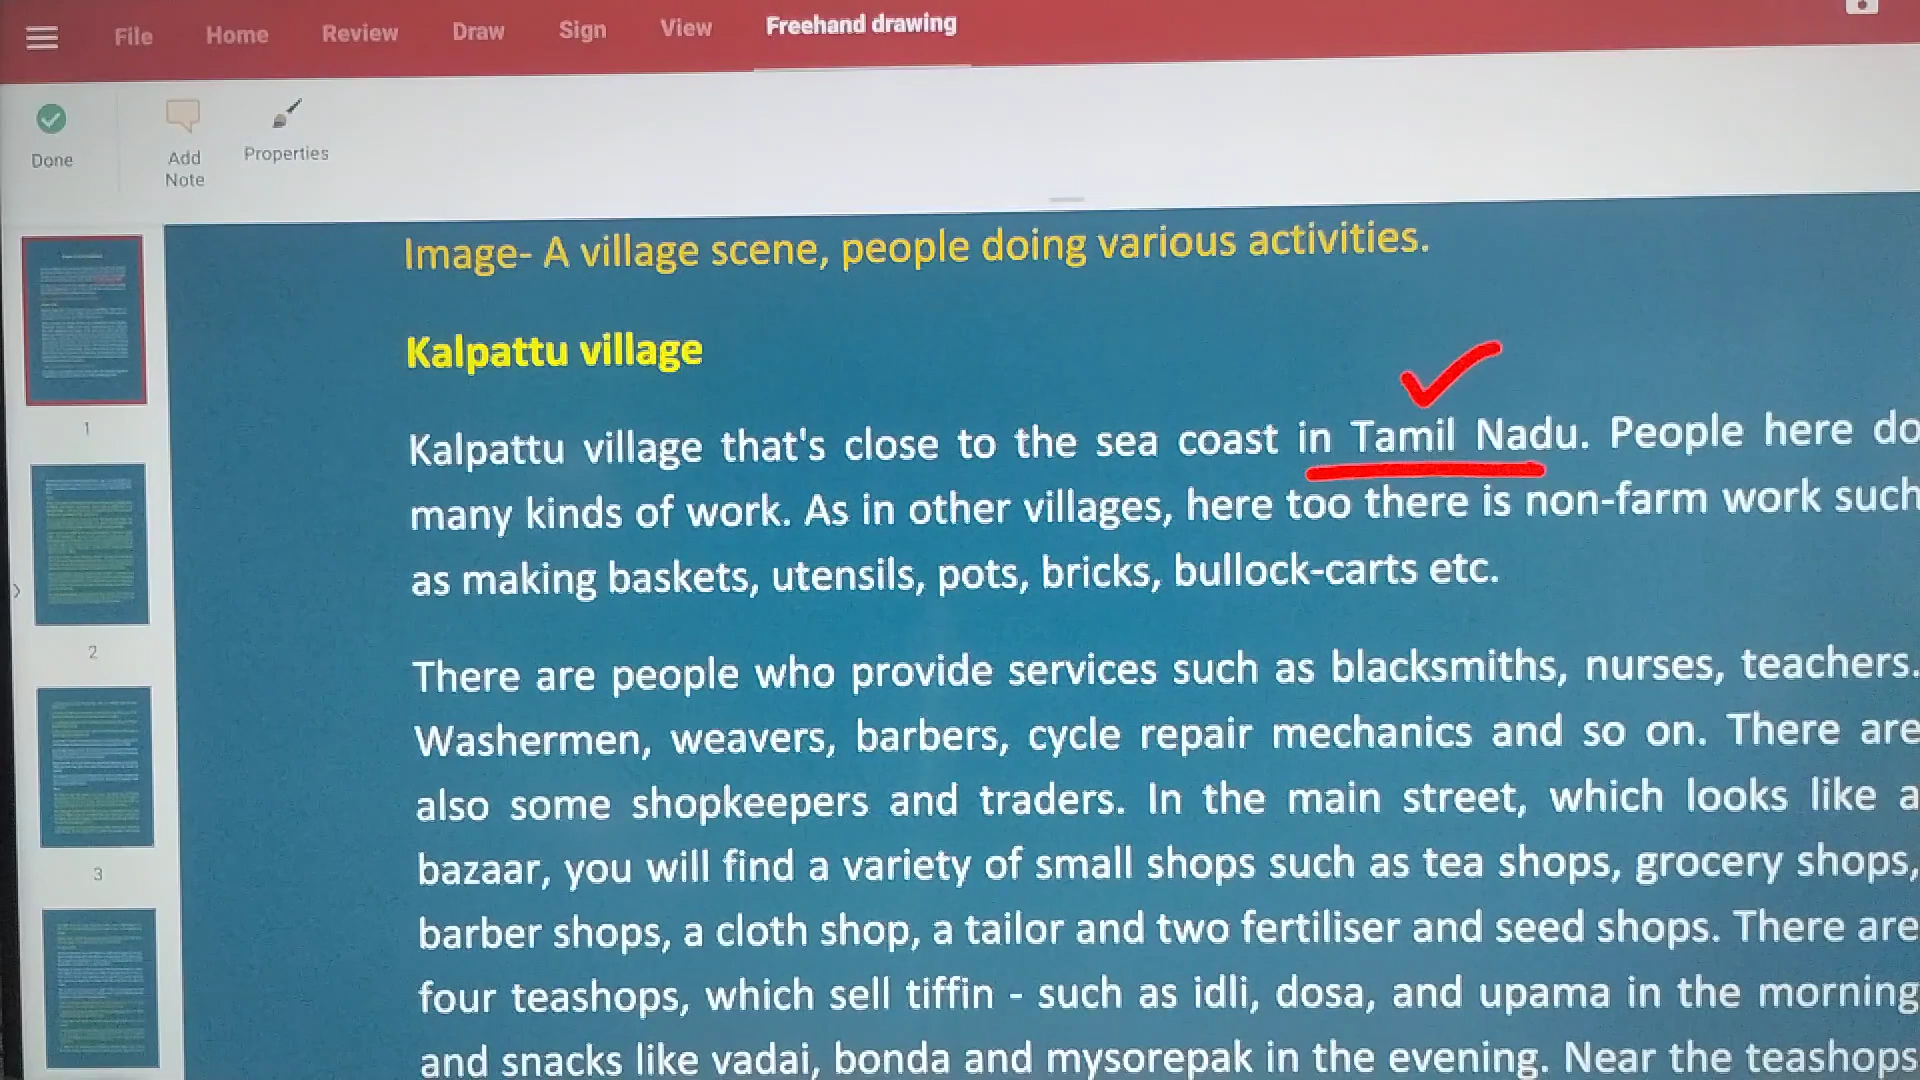 File Home Review Draw Sign View Freehand drawing
Done
Add Note
Properties
Image- A village scene, people doing various activities.
Kalpattu village
Kalpattu village that's close to the sea coast in Tamil Nadu. People here do
many kinds of work. As in other villages, here too there is non-farm work such
as making baskets, utensils, pots, bricks, bullock-carts etc.
There are people who provide services such as blacksmiths, nurses, teachers.
Washermen, weavers, barbers, cycle repair mechanics and so on. There are
also some shopkeepers and traders. In the main street, which looks like a
bazaar, you will find a variety of small shops such as tea shops, grocery shops,
barber shops, a cloth shop, a tailor and two fertiliser and seed shops. There are
four teashops, which sell tiffin - such as idli, dosa, and upama in the morning
and snacks like vadai, bonda and mysorepak in the evening. Near the teashops
1
2
3